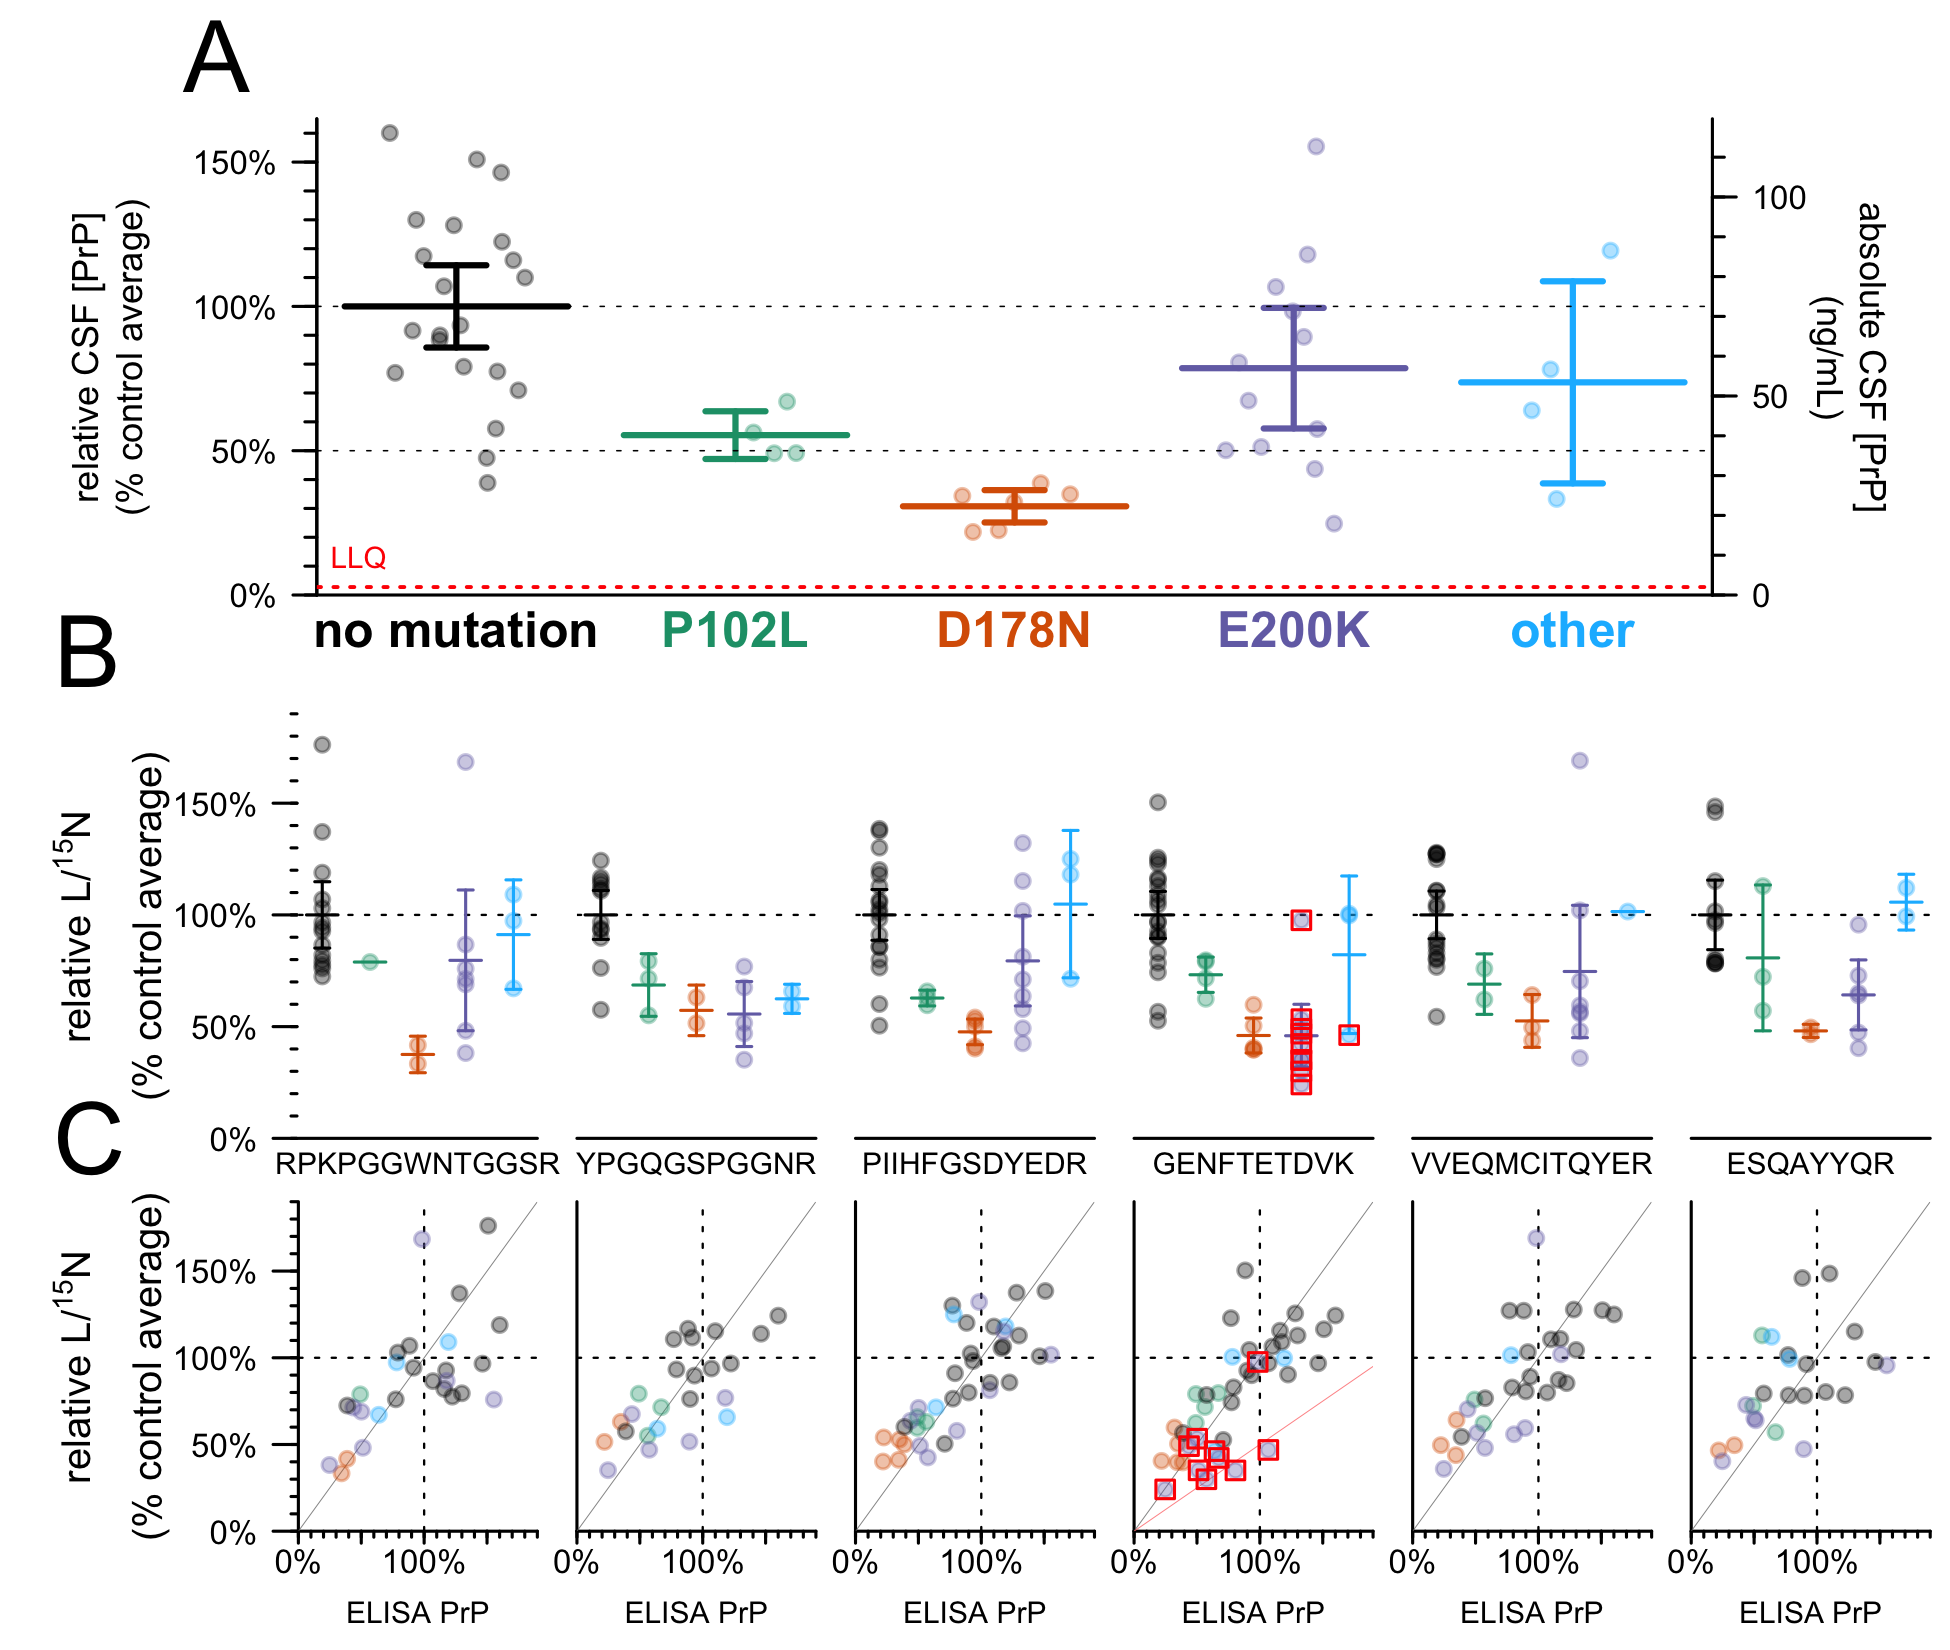 A
relative CSF [PrP]
(% control average)
150%
100%
50%
0%
LLQ
100
50
0
absolute CSF [PrP]
(ng/mL)
no mutation P102L D178N E200K other
B
relative L/15N
(% control average)
150%
100%
50%
0%
RPKPGGWNTGGSR YPGQGSPGGNR PIIHFGSDYEDR GENFTETDVK VVEQMCITQYER ESQAYYQR
C
relative L/15N
(% control average)
150%
100%
50%
0%
0% 100% 0% 100% 0% 100% 0% 100% 0% 100% 0% 100%
ELISA PrP ELISA PrP ELISA PrP ELISA PrP ELISA PrP ELISA PrP